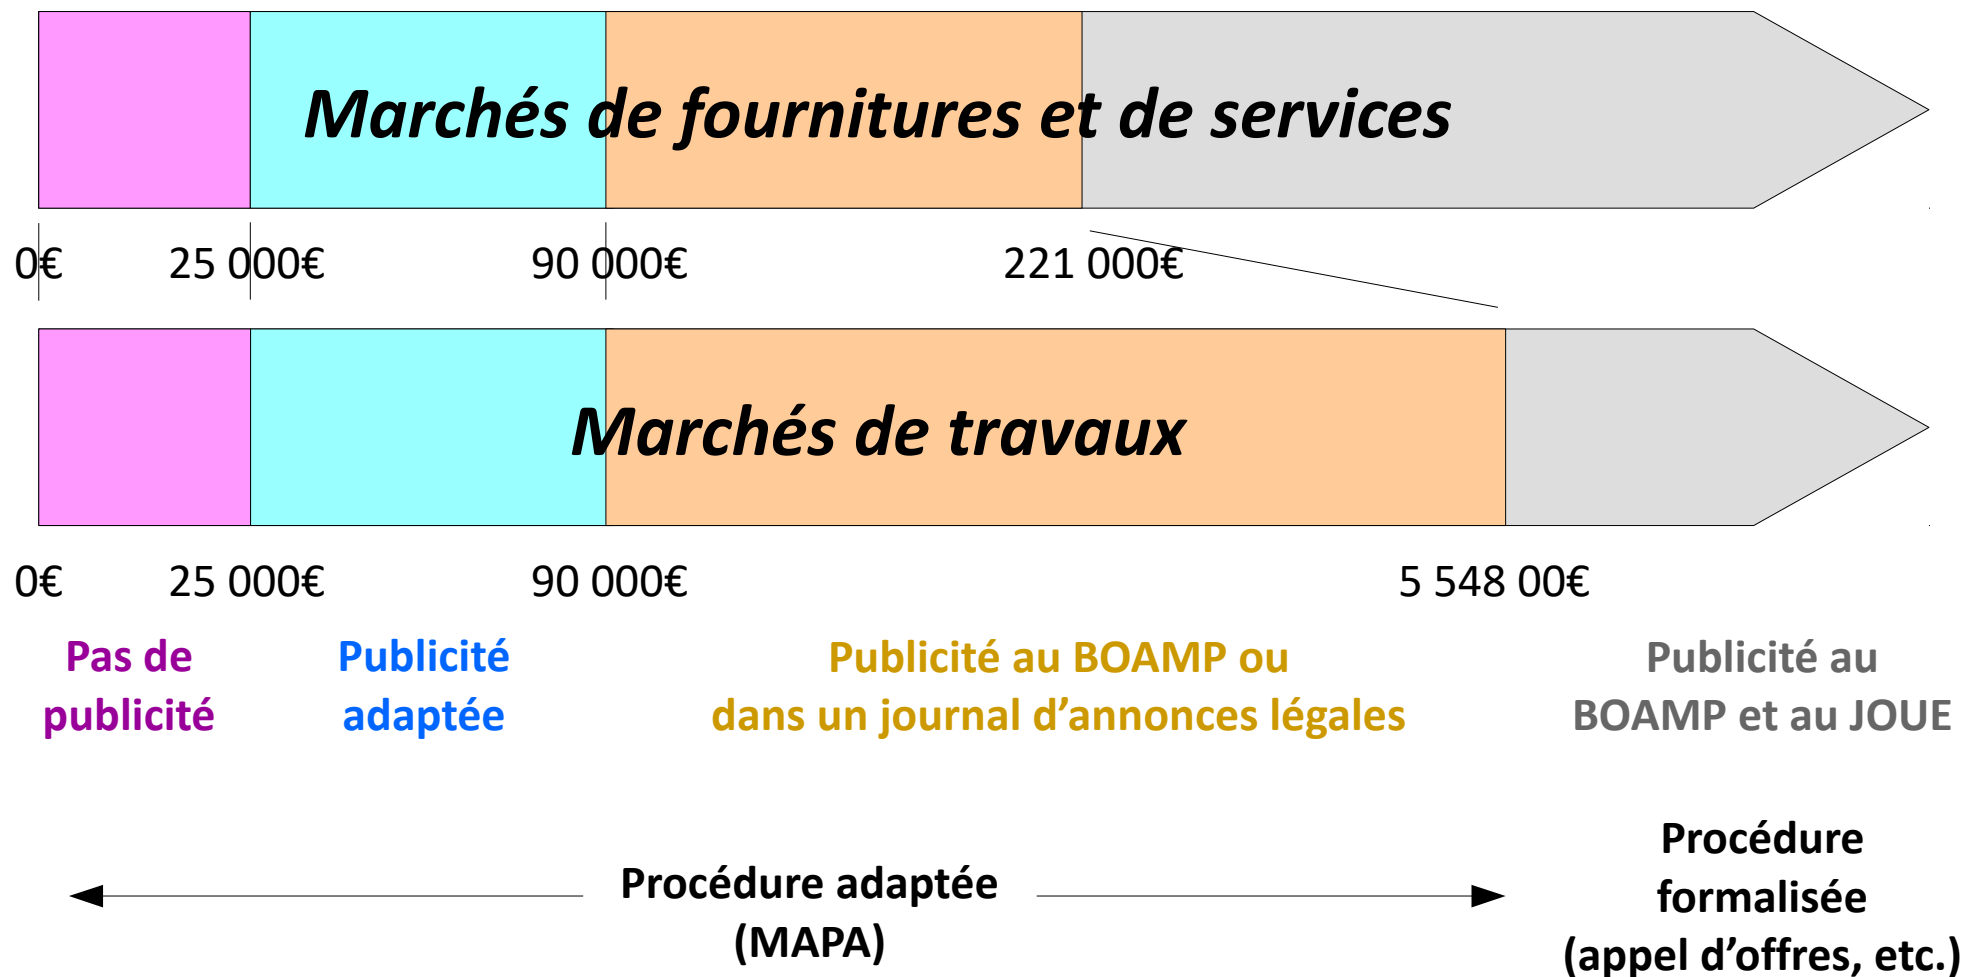 Marchés de fournitures et de services
0€ 25 000€ 90 000€ 221 000€
Marchés de travaux
0€ 25 000€ 90 000€ 5 548 00€
Pas de
publicité
Publicité
adaptée
Publicité au BOAMP ou
dans un journal d’annonces légales
Publicité au
BOAMP et au JOUE
Procédure adaptée
(MAPA)
Procédure
formalisée
(appel d’offres, etc.)